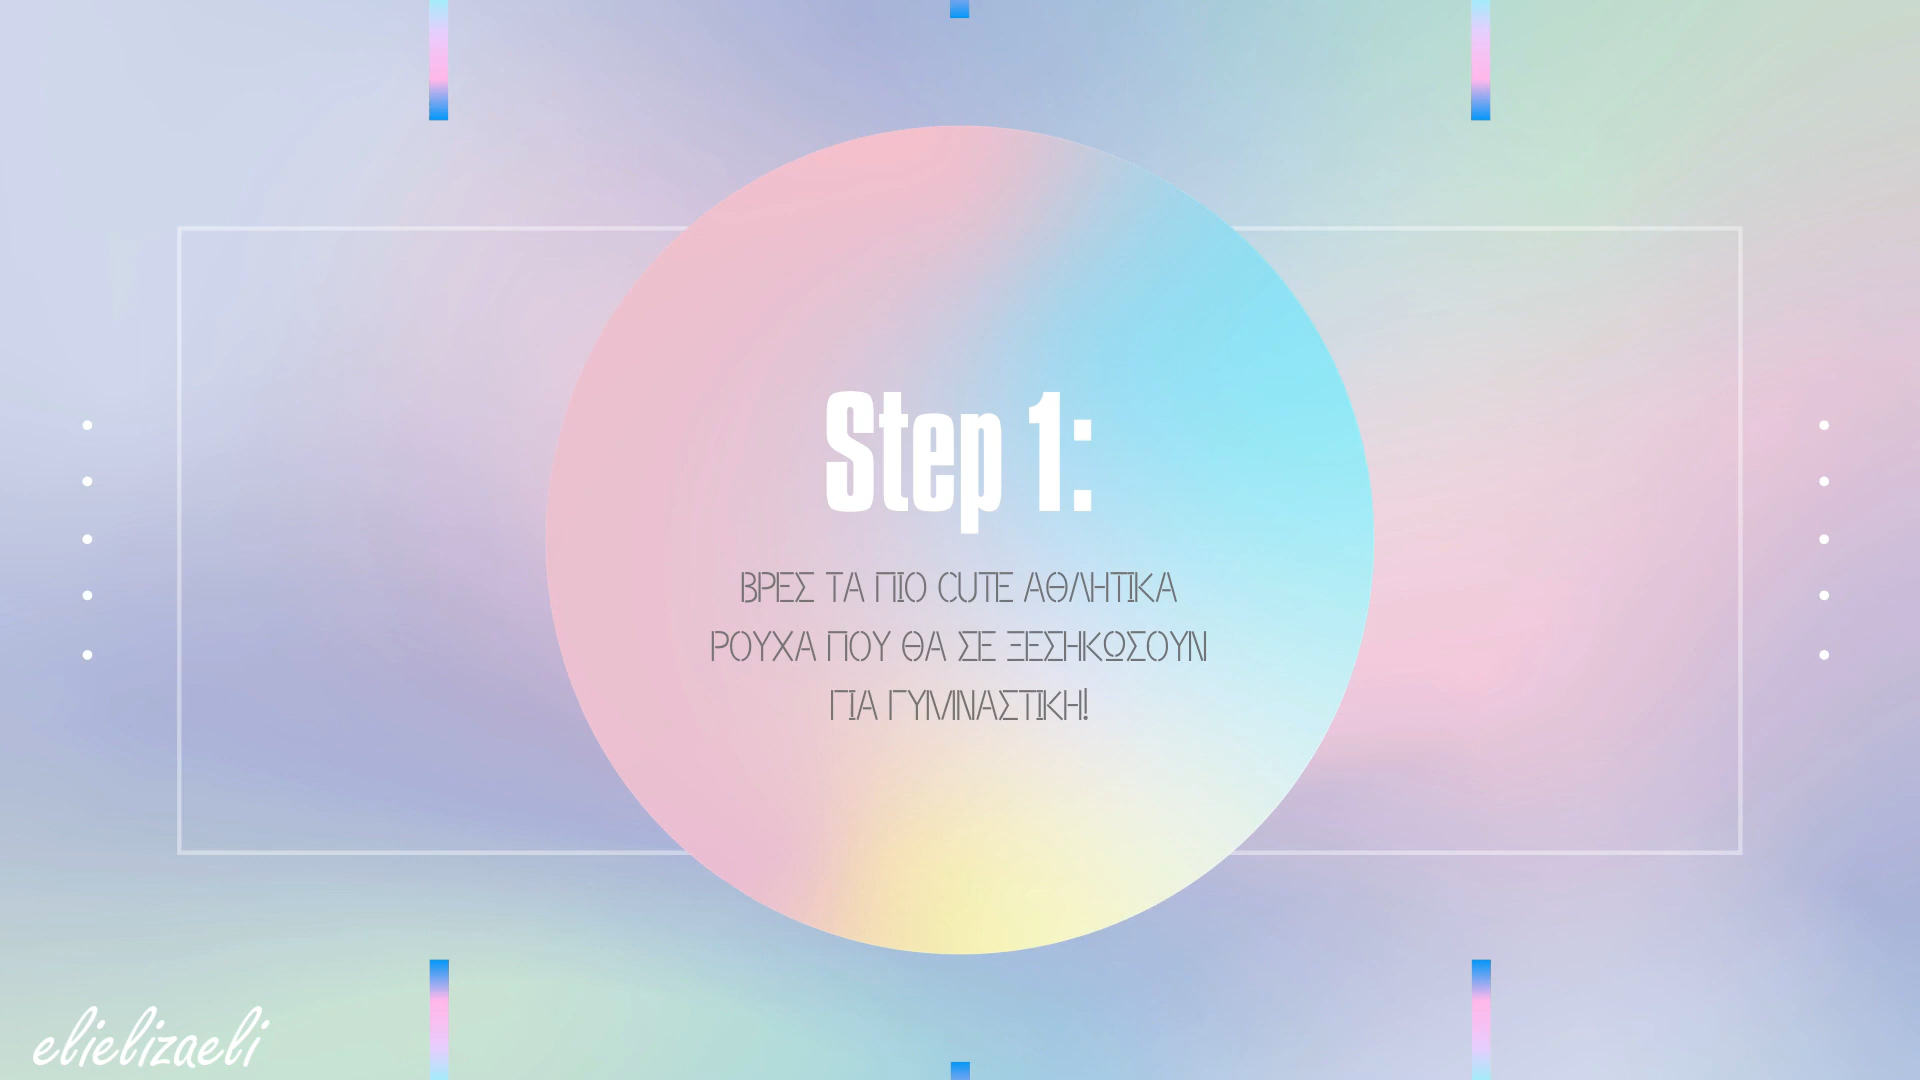 Step 1:
ΒΡΕΣ ΤΑ ΠΙΟ CUTE ΑΘΛΗΤΙΚΑ
ΡΟΥΧΑ ΠΟΥ ΘΑ ΣΕ ΞΕΣΗΚΩΣΟΥΝ
ΓΙΑ ΓΥΜΝΑΣΤΙΚΗ!
elielizaeli